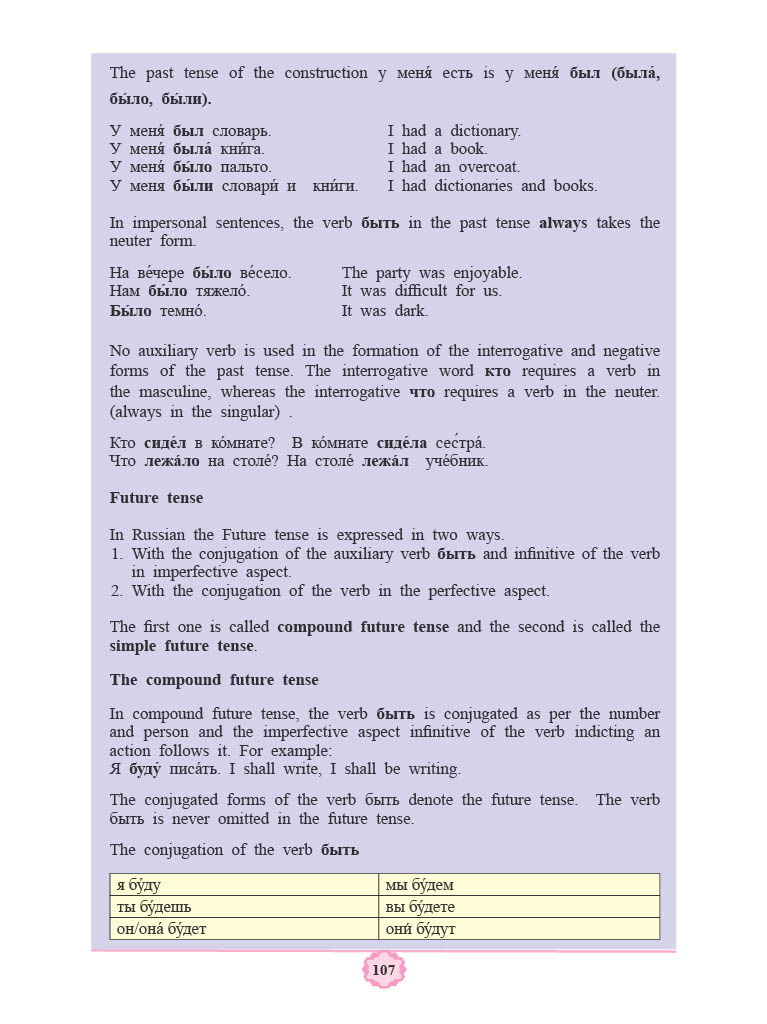 The past tense of the construction у меня́ есть is у меня́ был (была́,
бы́ло, бы́ли).
У меня́ был словарь. I had a dictionary.
У меня́ была́ кни́га. I had a book.
У меня́ бы́ло пальто. I had an overcoat.
У меня бы́ли словари́ и кни́ги. I had dictionaries and books.
In impersonal sentences, the verb быть in the past tense always takes the
neuter form.
На ве́чере бы́ло ве́село. The party was enjoyable.
Нам бы́ло тяжело́. It was difficult for us.
Бы́ло темно́. It was dark.
No auxiliary verb is used in the formation of the interrogative and negative
forms of the past tense. The interrogative word кто requires a verb in
the masculine, whereas the interrogative что requires a verb in the neuter.
(always in the singular) .
Кто сиде́л в ко́мнате? В ко́мнате сиде́ла сес́тра́.
Что лежа́ло на столе́? На столе́ лежа́л уче́бник.
Future tense
In Russian the Future tense is expressed in two ways.
1. With the conjugation of the auxiliary verb быть and infinitive of the verb
in imperfective aspect.
2. With the conjugation of the verb in the perfective aspect.
The first one is called compound future tense and the second is called the
simple future tense.
The compound future tense
In compound future tense, the verb быть is conjugated as per the number
and person and the imperfective aspect infinitive of the verb indicting an
action follows it. For example:
Я буду́ писа́ть. I shall write, I shall be writing.
The conjugated forms of the verb быть denote the future tense. The verb
быть is never omitted in the future tense.
The conjugation of the verb быть
я бу́ду мы бу́дем
ты бу́дешь вы бу́дете
он/она́ бу́дет они́ бу́дут
107